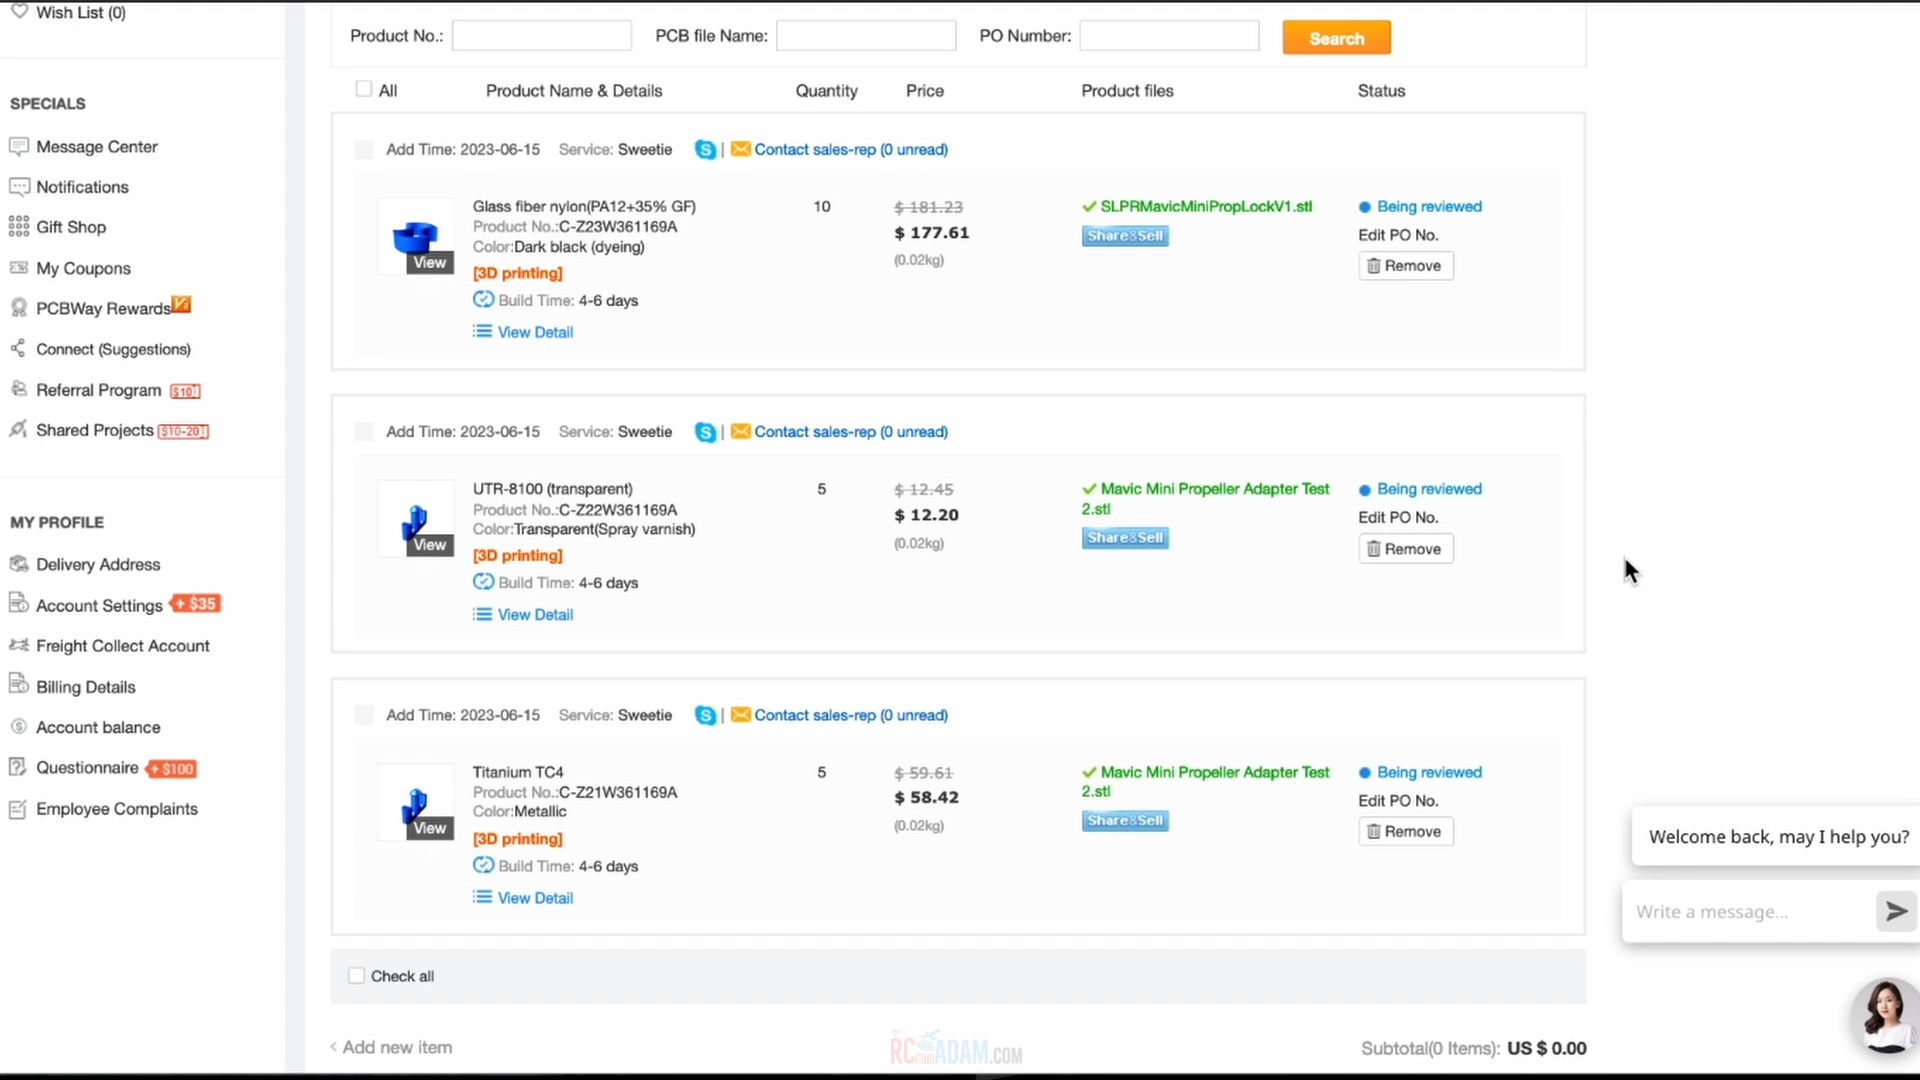 Wish List (0)
SPECIALS
Message Center
Notifications
Gift Shop
My Coupons
PCBWay Rewards
Connect (Suggestions)
Referral Program $10
Shared Projects $10-20
MY PROFILE
Delivery Address
Account Settings + $35
Freight Collect Account
Billing Details
Account balance
Questionnaire + $100
Employee Complaints
Product No.: PCB file Name: PO Number: Search
All Product Name & Details Quantity Price Product files Status
Add Time: 2023-06-15 Service: Sweetie | Contact sales-rep (0 unread)
View
Glass fiber nylon(PA12+35% GF)
Product No.:C-Z23W361169A
Color:Dark black (dyeing)
[3D printing]
Build Time: 4-6 days
View Detail
10
$ 181.23
$ 177.61
(0.02kg)
SLPRMavicMiniPropLockV1.stl
Share&Sell
Being reviewed
Edit PO No.
Remove
Add Time: 2023-06-15 Service: Sweetie | Contact sales-rep (0 unread)
View
UTR-8100 (transparent)
Product No.:C-Z22W361169A
Color:Transparent(Spray varnish)
[3D printing]
Build Time: 4-6 days
View Detail
5
$ 12.45
$ 12.20
(0.02kg)
Mavic Mini Propeller Adapter Test
2.stl
Share&Sell
Being reviewed
Edit PO No.
Remove
Add Time: 2023-06-15 Service: Sweetie | Contact sales-rep (0 unread)
View
Titanium TC4
Product No.:C-Z21W361169A
Color:Metallic
[3D printing]
Build Time: 4-6 days
View Detail
5
$ 59.61
$ 58.42
(0.02kg)
Mavic Mini Propeller Adapter Test
2.stl
Share&Sell
Being reviewed
Edit PO No.
Remove
Check all
< Add new item
Subtotal(0 Items): US $ 0.00
Welcome back, may I help you?
Write a message...
RC ADAM.COM